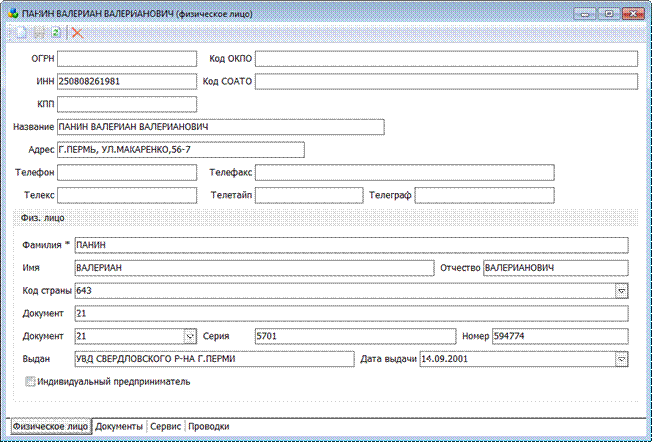 ПАНИН ВАЛЕРИАН ВАЛЕРИАНОВИЧ (физическое лицо)
ОГРН Код ОКПО
ИНН 250808261981 Код СОАТО
КПП
Название ПАНИН ВАЛЕРИАН ВАЛЕРИАНОВИЧ
Адрес Г.ПЕРМЬ, УЛ.МАКАРЕНКО,56-7
Телефон Телефакс
Телекс Телетайп Телеграф
Физ. лицо
Фамилия * ПАНИН
Имя ВАЛЕРИАН Отчество ВАЛЕРИАНОВИЧ
Код страны 643
Документ 21
Документ 21 Серия 5701 Номер 594774
Выдан УВД СВЕРДЛОВСКОГО Р-НА Г.ПЕРМИ Дата выдачи 14.09.2001
Индивидуальный предприниматель
Физическое лицо Документы Сервис Проводки